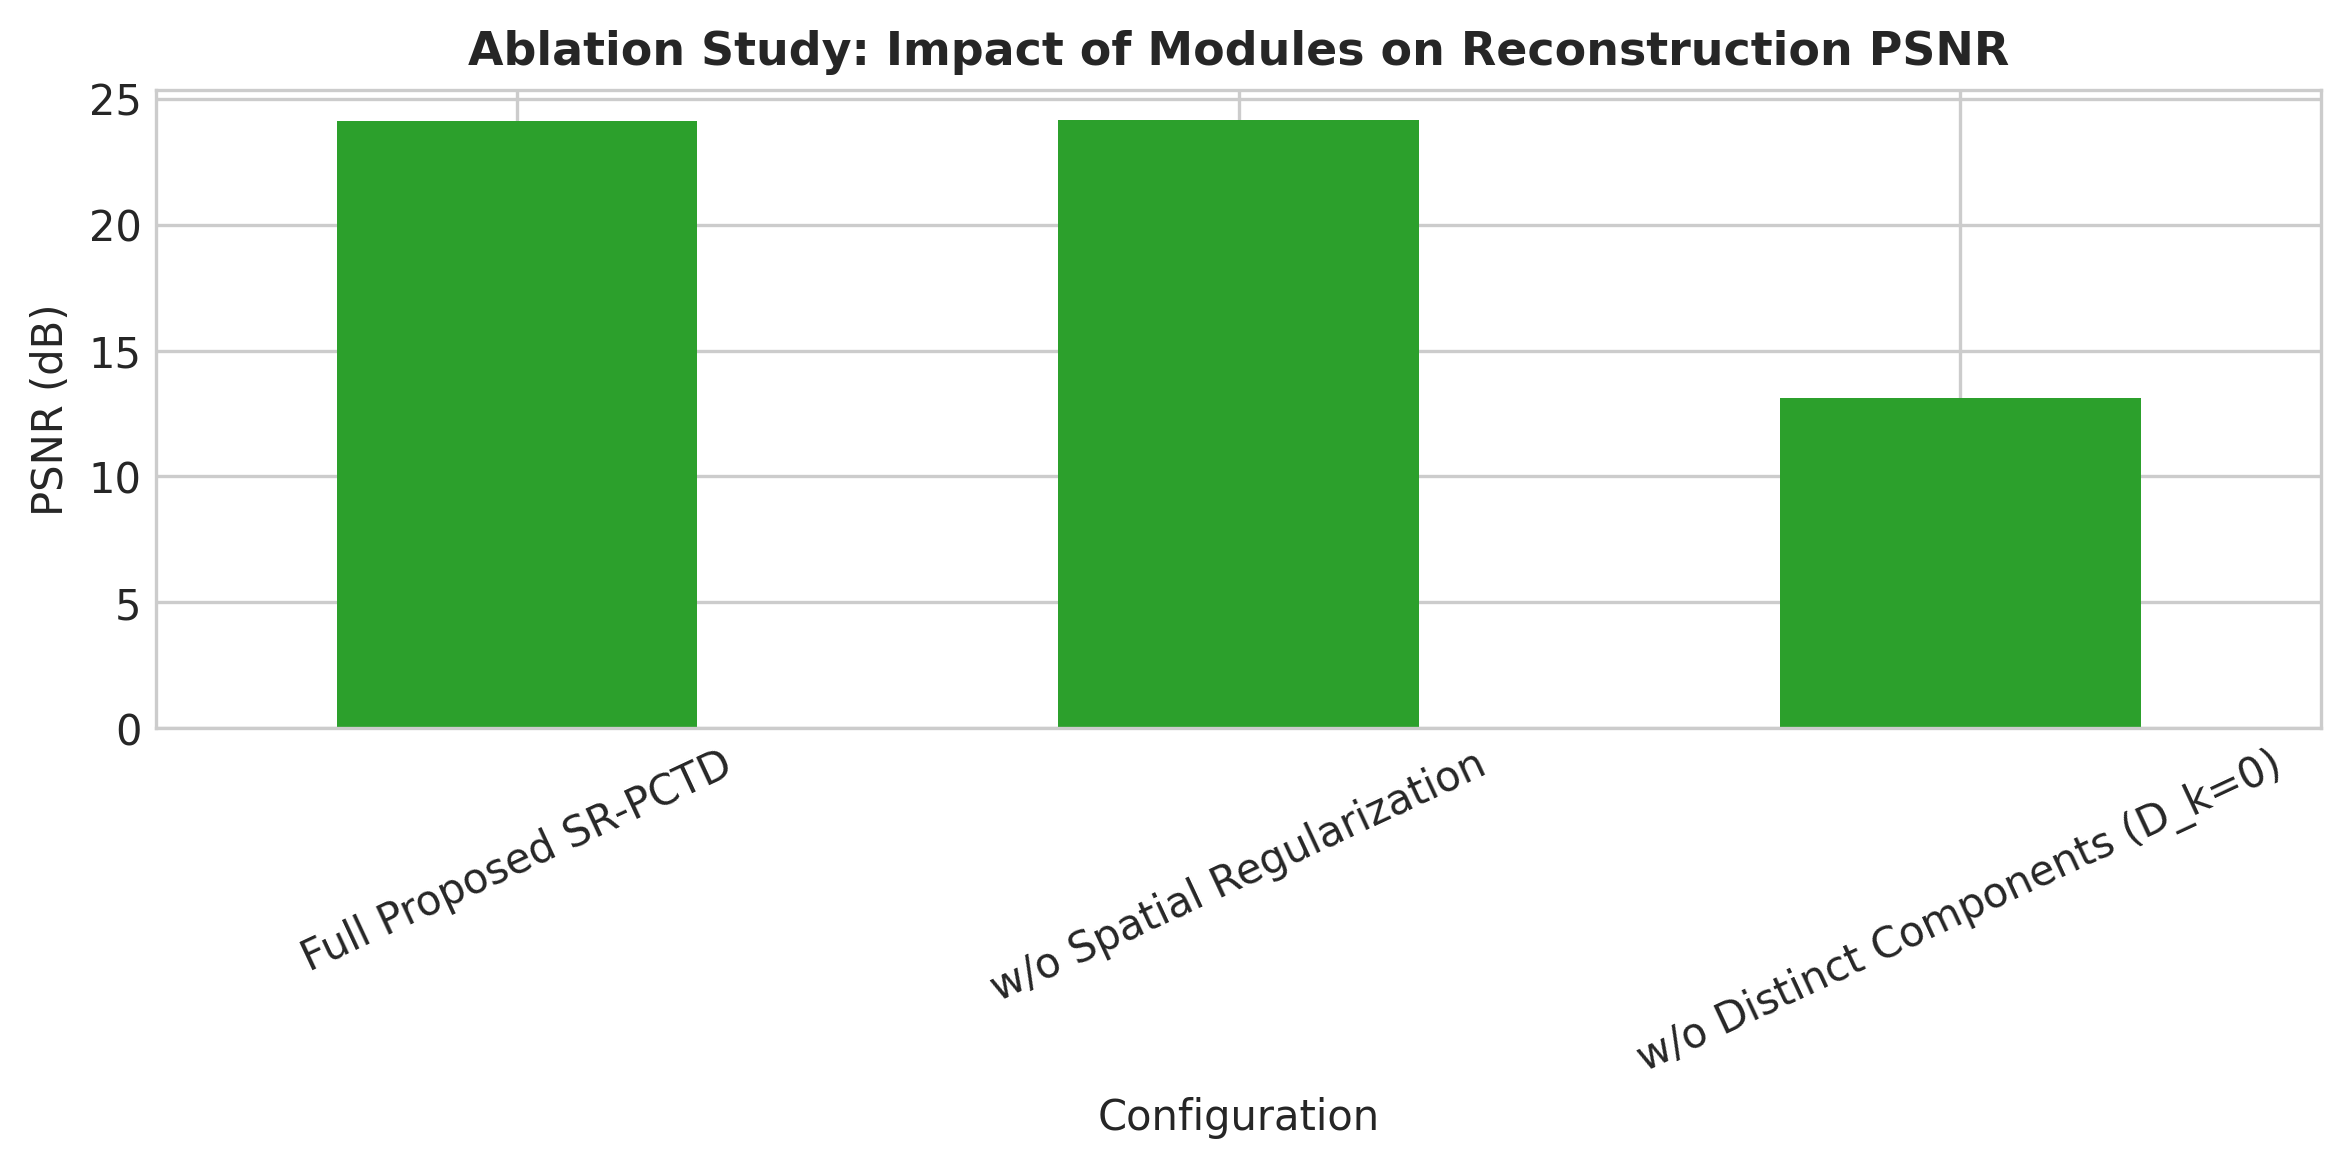 Ablation Study: Impact of Modules on Reconstruction PSNR
PSNR (dB)
25
20
15
10
5
0
Full Proposed SR-PCTD
w/o Spatial Regularization
w/o Distinct Components (D_k=0)
Configuration